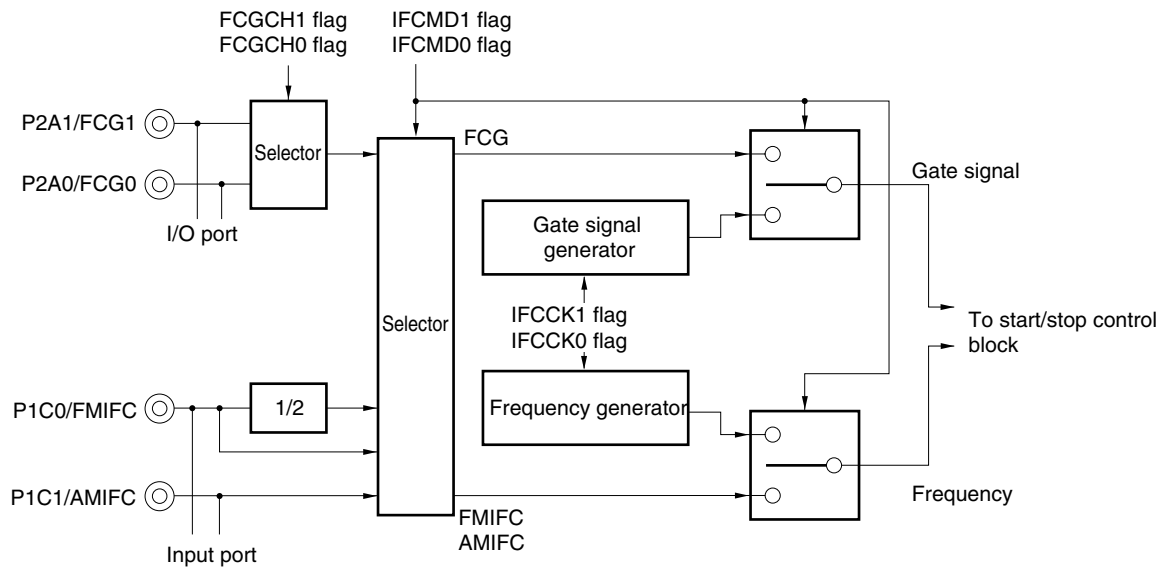 FCGCH1 flag
FCGCH0 flag
IFCMD1 flag
IFCMD0 flag
P2A1/FCG1
P2A0/FCG0
Selector
I/O port
FCG
Gate signal
Gate signal
generator
Selector
IFCCK1 flag
IFCCK0 flag
To start/stop control
block
P1C0/FMIFC
1/2
Frequency generator
P1C1/AMIFC
Frequency
Input port
FMIFC
AMIFC